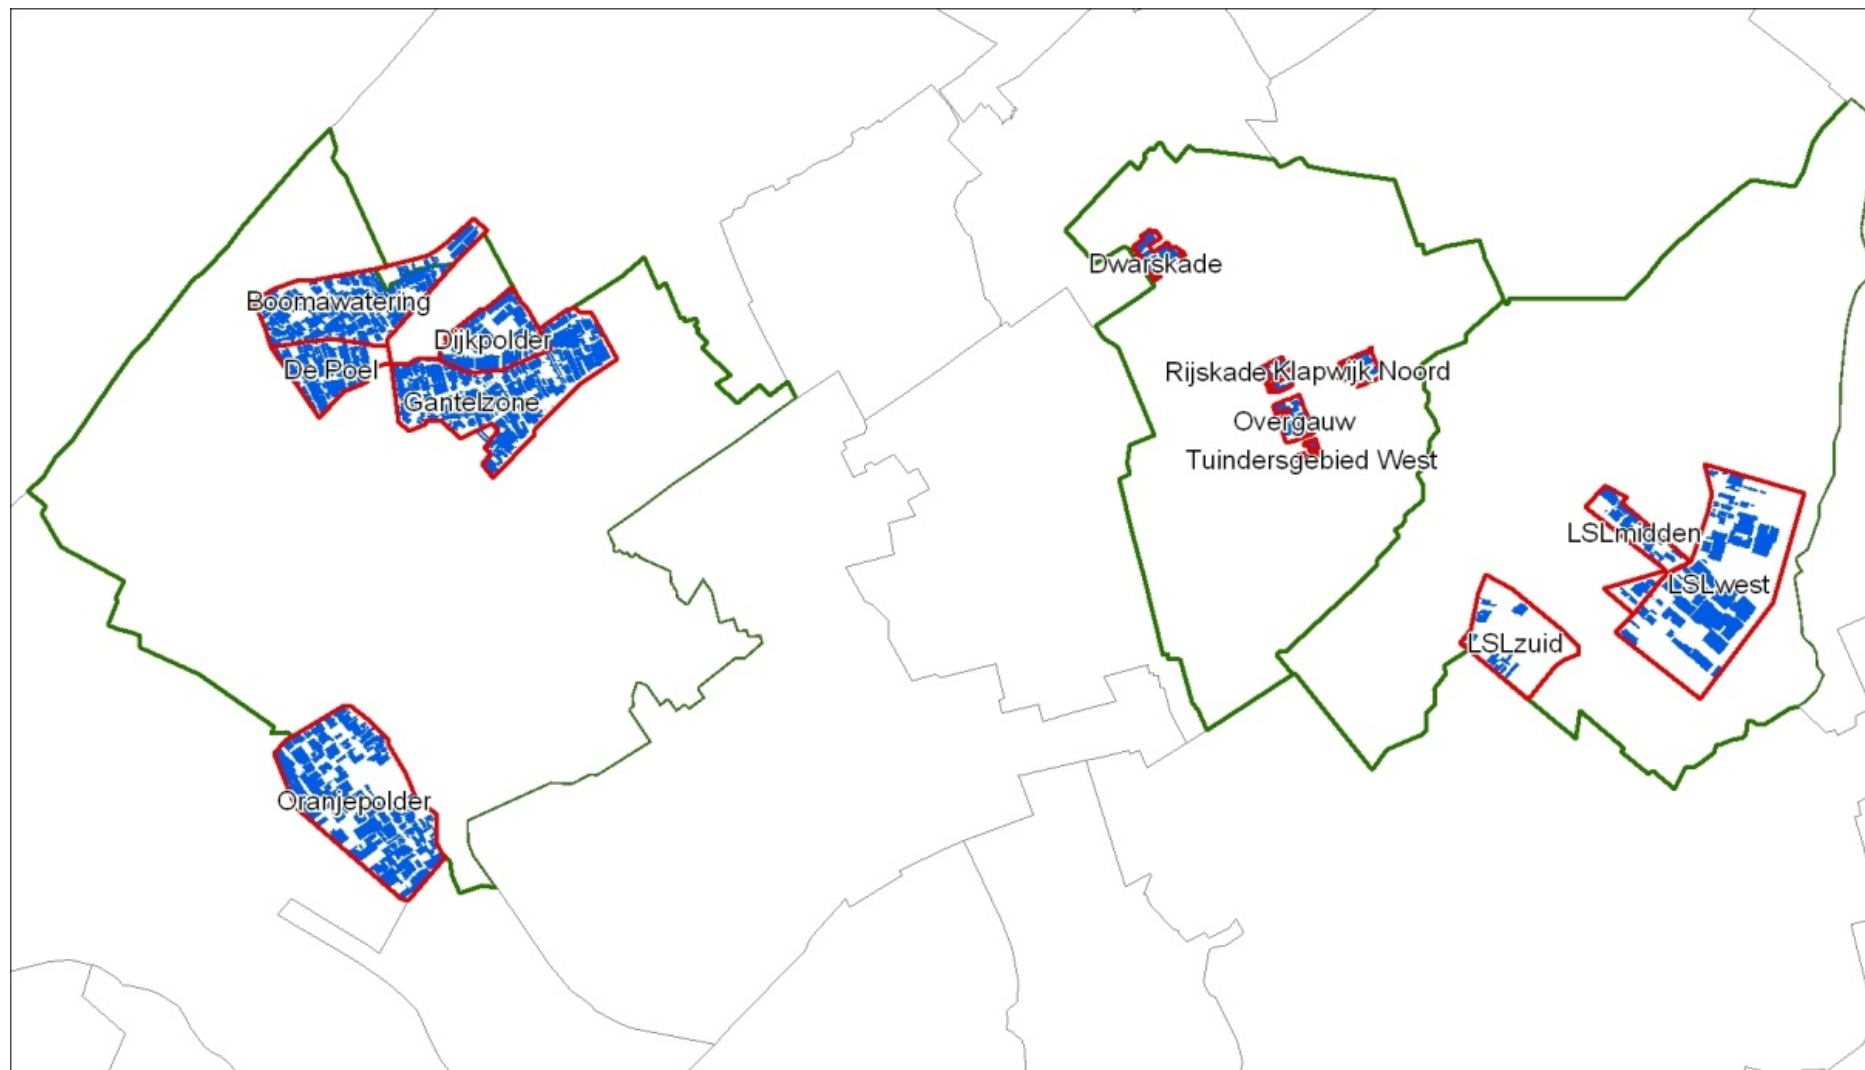 Boomawatering
Dijkpolder
De Poel
Gantelzone
Oranjepolder
Dwarskade
Rijskade Klapwijk Noord
Overgauw
Tuindersgebied West
LSLmidden
LSLwest
LSLzuid